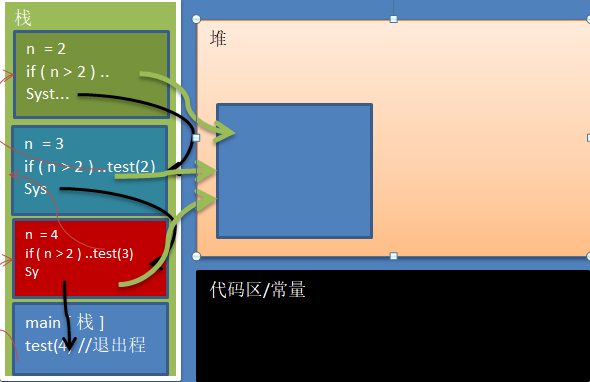 栈
n = 2
if ( n > 2 ) ..
Syst...
n = 3
if ( n > 2 ) ..test(2)
Sys
n = 4
if ( n > 2 ) ..test(3)
Sy
main [ 栈 ]
test(4) //退出程
堆
代码区/常量